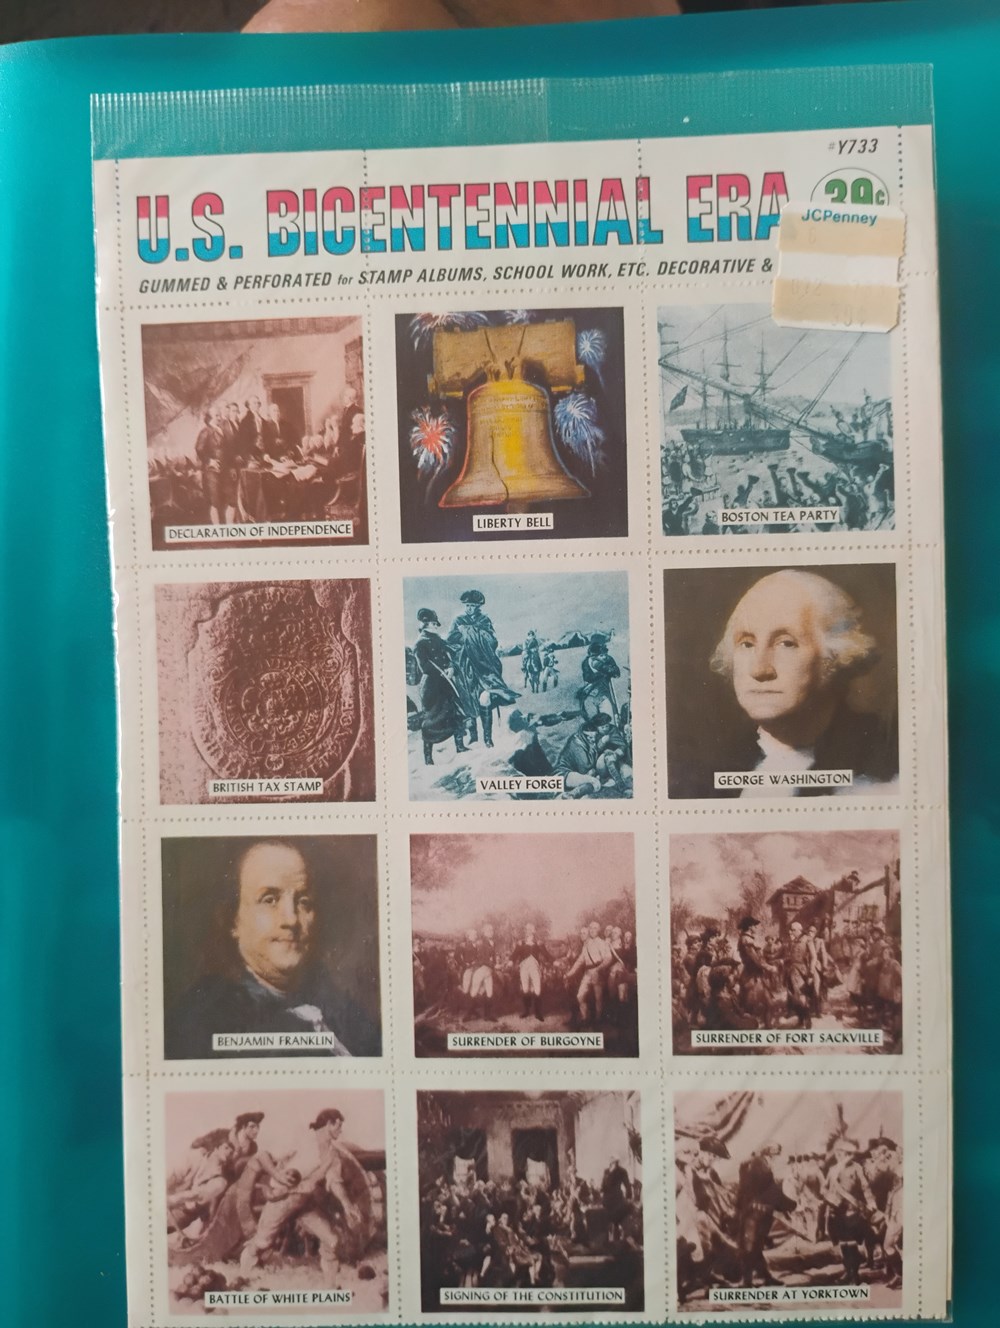 #Y733
U.S. BICENTENNIAL ERA
39¢
JCPenney
GUMMED & PERFORATED for STAMP ALBUMS, SCHOOL WORK, ETC. DECORATIVE &
DECLARATION OF INDEPENDENCE
LIBERTY BELL
BOSTON TEA PARTY
BRITISH TAX STAMP
VALLEY FORGE
GEORGE WASHINGTON
BENJAMIN FRANKLIN
SURRENDER OF BURGOYNE
SURRENDER OF FORT SACKVILLE
BATTLE OF WHITE PLAINS
SIGNING OF THE CONSTITUTION
SURRENDER AT YORKTOWN